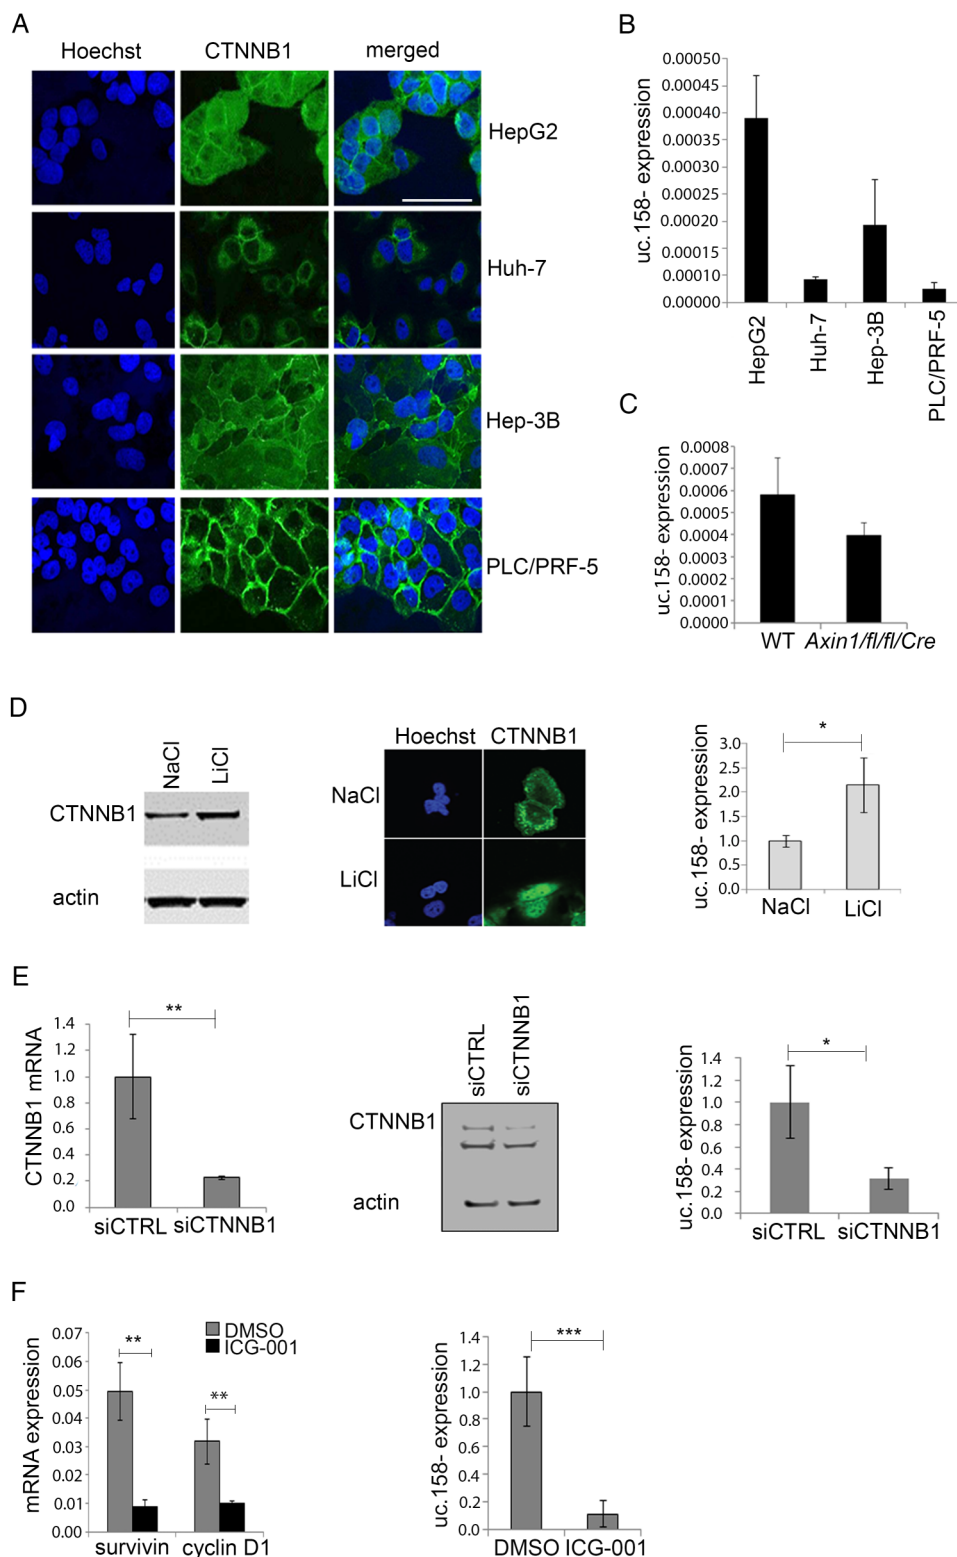 A
Hoechst CTNNB1 merged
HepG2
Huh-7
Hep-3B
PLC/PRF-5
B
uc.158- expression
0.00050
0.00045
0.00040
0.00035
0.00030
0.00025
0.00020
0.00015
0.00010
0.00000
HepG2
Huh-7
Hep-3B
PLC/PRF-5
C
uc.158- expression
0.0008
0.0007
0.0006
0.0005
0.0004
0.0003
0.0002
0.0001
0.0000
WT Axin1/fl/fl/Cre
D
NaCl LiCl
CTNNB1
actin
Hoechst CTNNB1
NaCl
LiCl
uc.158- expression
*
3.0
2.5
2.0
1.5
1.0
0.5
0.0
NaCl LiCl
E
CTNNB1 mRNA
**
1.4
1.2
1.0
0.8
0.6
0.4
0.2
0.0
siCTRL siCTNNB1
siCTRL siCTNNB1
CTNNB1
actin
uc.158- expression
*
1.4
1.2
1.0
0.8
0.6
0.4
0.2
0.0
siCTRL siCTNNB1
F
mRNA expression
DMSO
ICG-001
**
**
0.07
0.06
0.05
0.04
0.03
0.02
0.01
0.00
survivin cyclin D1
uc.158- expression
***
1.4
1.2
1.0
0.8
0.6
0.4
0.2
0.0
DMSO ICG-001